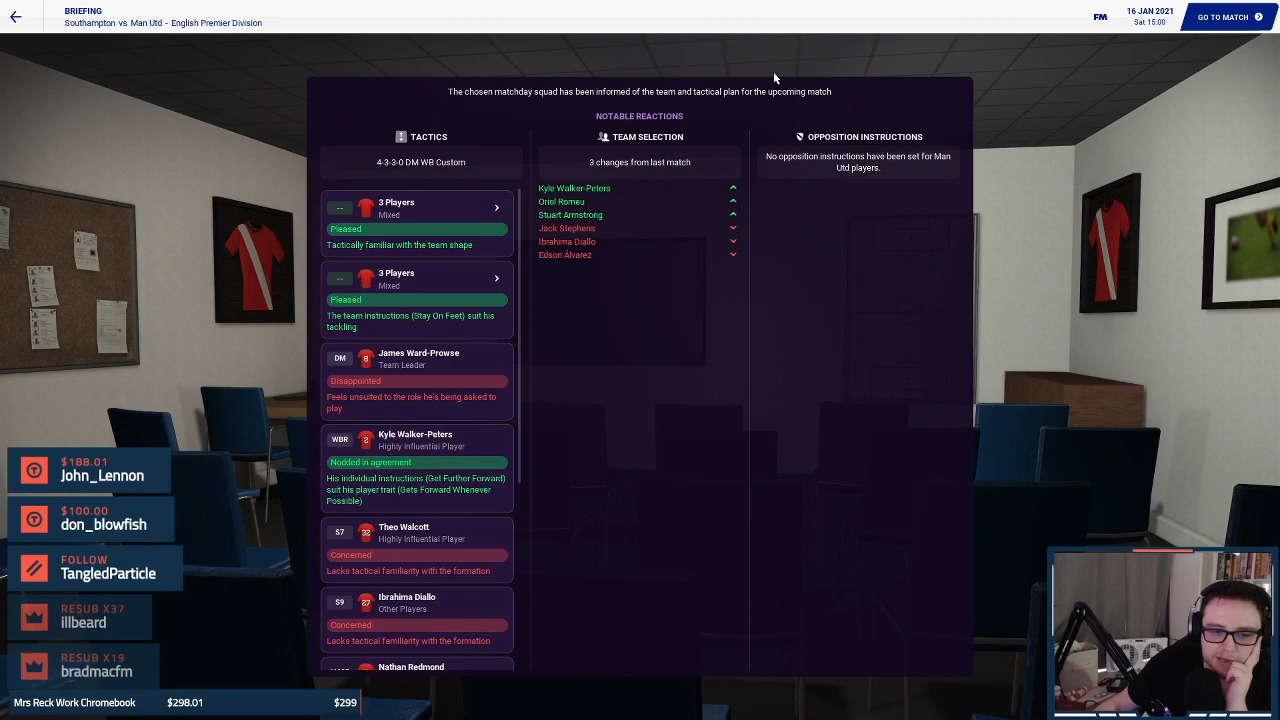 BRIEFING
Southampton vs Man Utd - English Premier Division
FM
16 JAN 2021
Sat 15:00
GO TO MATCH
The chosen matchday squad has been informed of the team and tactical plan for the upcoming match
NOTABLE REACTIONS
TACTICS
4-3-3-0 DM WB Custom
--
3 Players
Mixed
Pleased
Tactically familiar with the team shape
--
3 Players
Mixed
Pleased
The team instructions (Stay On Feet) suit his
tackling
DM
8
James Ward-Prowse
Team Leader
Disappointed
Feels unsuited to the role he's being asked to
play
WBR
2
Kyle Walker-Peters
Highly Influential Player
Nodded in agreement
His individual instructions (Get Further Forward)
suit his player trait (Gets Forward Whenever
Possible)
S7
32
Theo Walcott
Highly Influential Player
Concerned
Lacks tactical familiarity with the formation
S9
27
Ibrahima Diallo
Other Players
Concerned
Lacks tactical familiarity with the formation
Nathan Redmond
TEAM SELECTION
3 changes from last match
Kyle Walker-Peters
Oriol Romeu
Stuart Armstrong
Jack Stephens
Ibrahima Diallo
Edson Álvarez
OPPOSITION INSTRUCTIONS
No opposition instructions have been set for Man
Utd players.
$188.01
John_Lennon
$100.00
don_blowfish
FOLLOW
TangledParticle
RESUB X37
illbeard
RESUB X19
bradmacfm
Mrs Reck Work Chromebook $298.01 $299